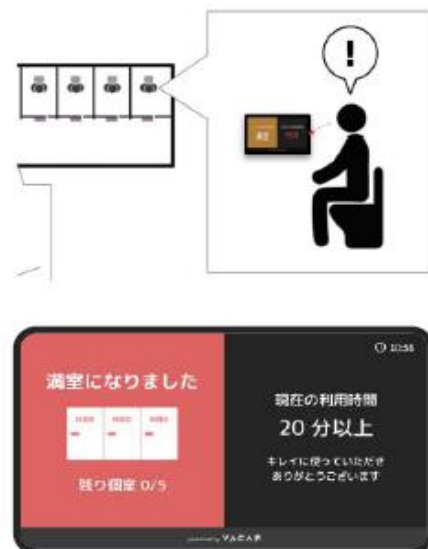 !
10:58
満室になりました
残り個室 0/5
現在の利用時間
20 分以上
キレイに使っていただき
ありがとうございます
powered by VACAN